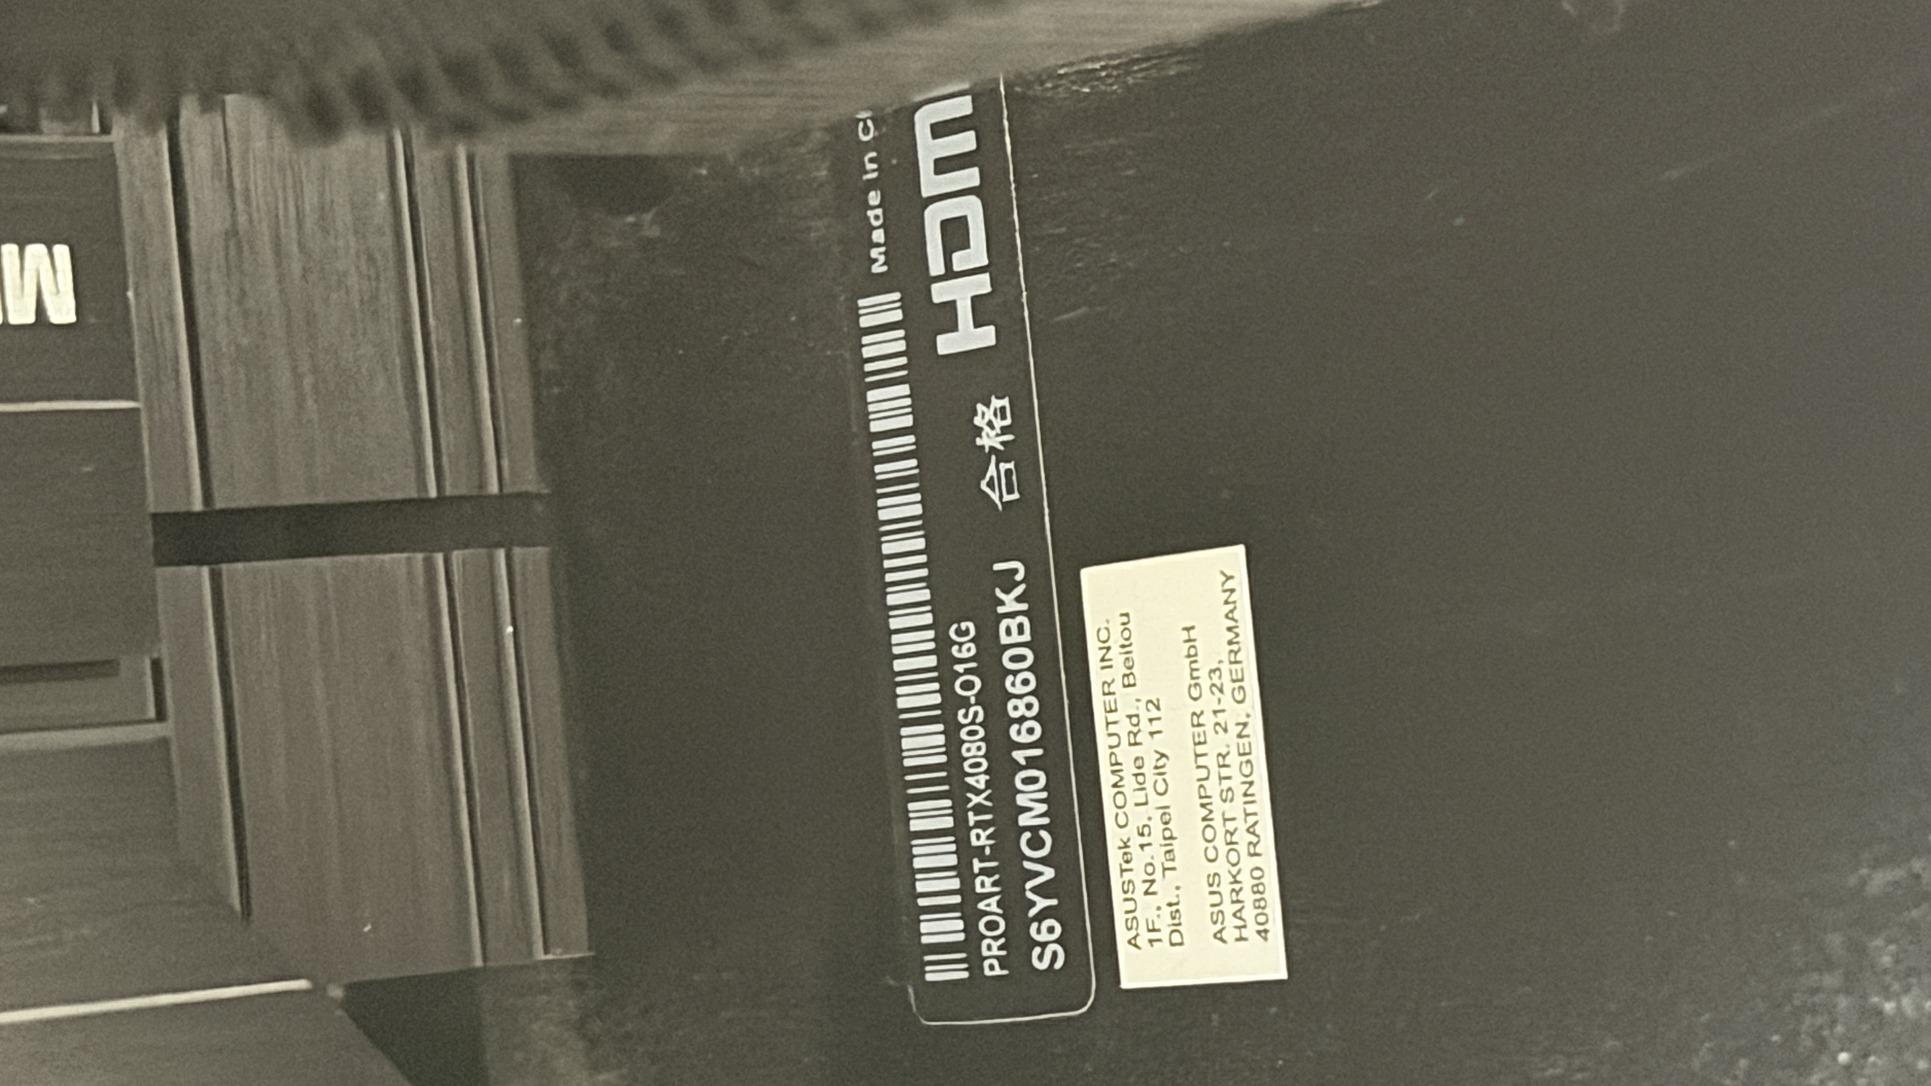 PROART-RTX4080S-O16G
S6YVCM016860BKJ
合格
Made in
HDM
ASUSTek COMPUTER INC.
1F., No.15, Lide Rd., Beitou
Dist., Taipei City 112
ASUS COMPUTER GmbH
HARKORT STR. 21-23,
40880 RATINGEN, GERMANY